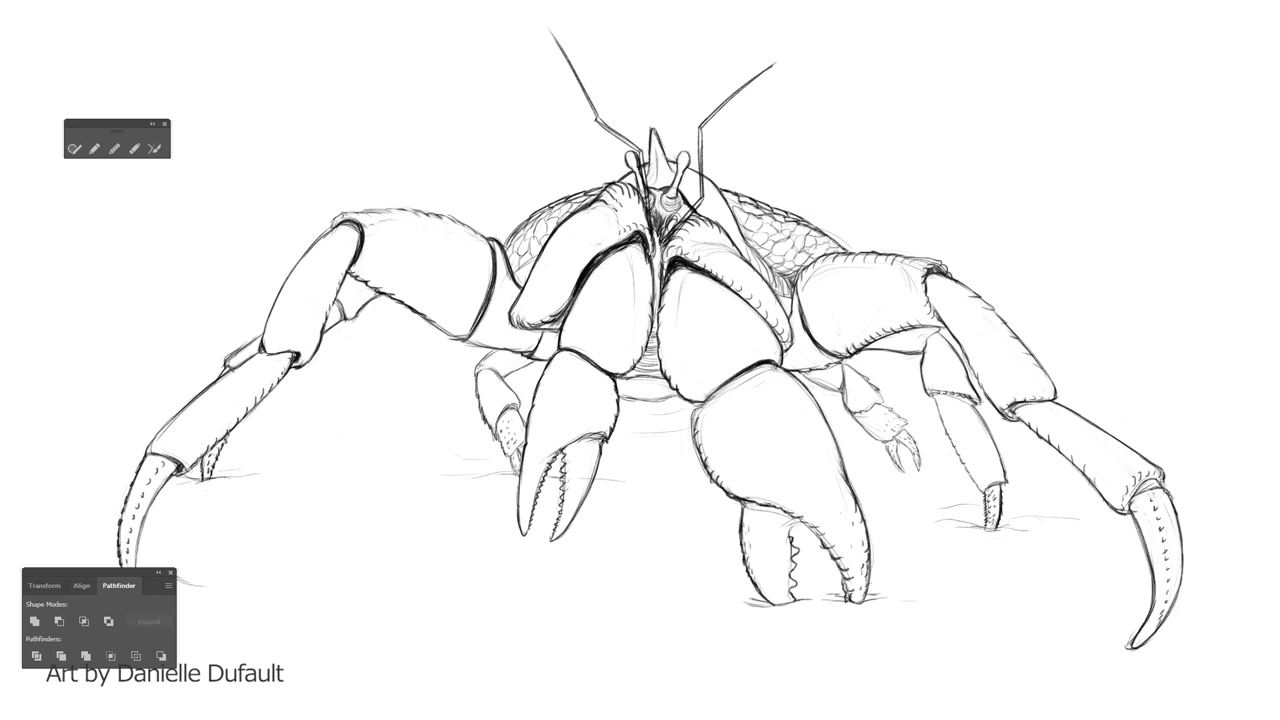 Transform Align Pathfinder
Shape Modes:
Expand
Pathfinders:
Art by Danielle Dufault